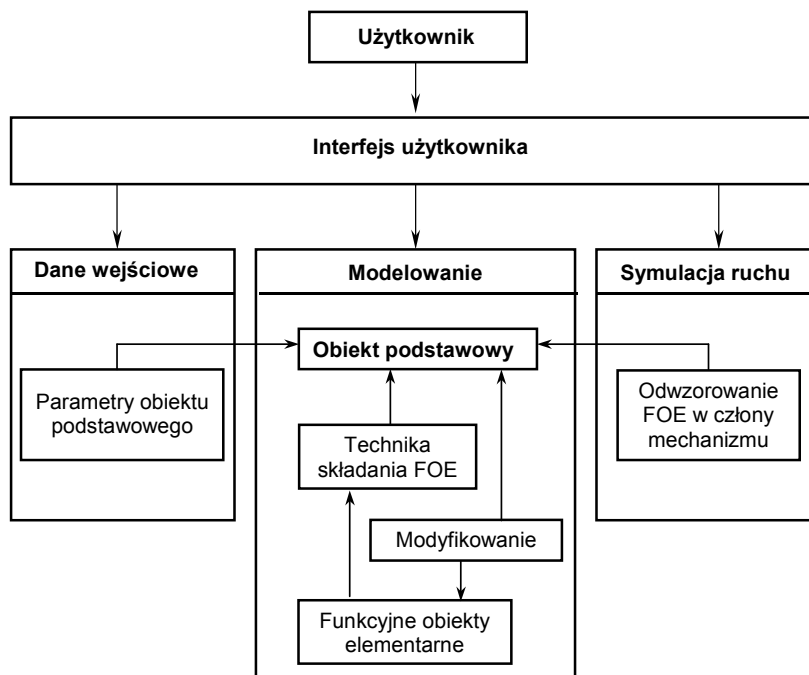 Użytkownik
Interfejs użytkownika
Dane wejściowe
Modelowanie
Symulacja ruchu
Obiekt podstawowy
Parametry obiektu
podstawowego
Odwzorowanie
FOE w człony
mechanizmu
Technika
składania FOE
Modyfikowanie
Funkcyjne obiekty
elementarne